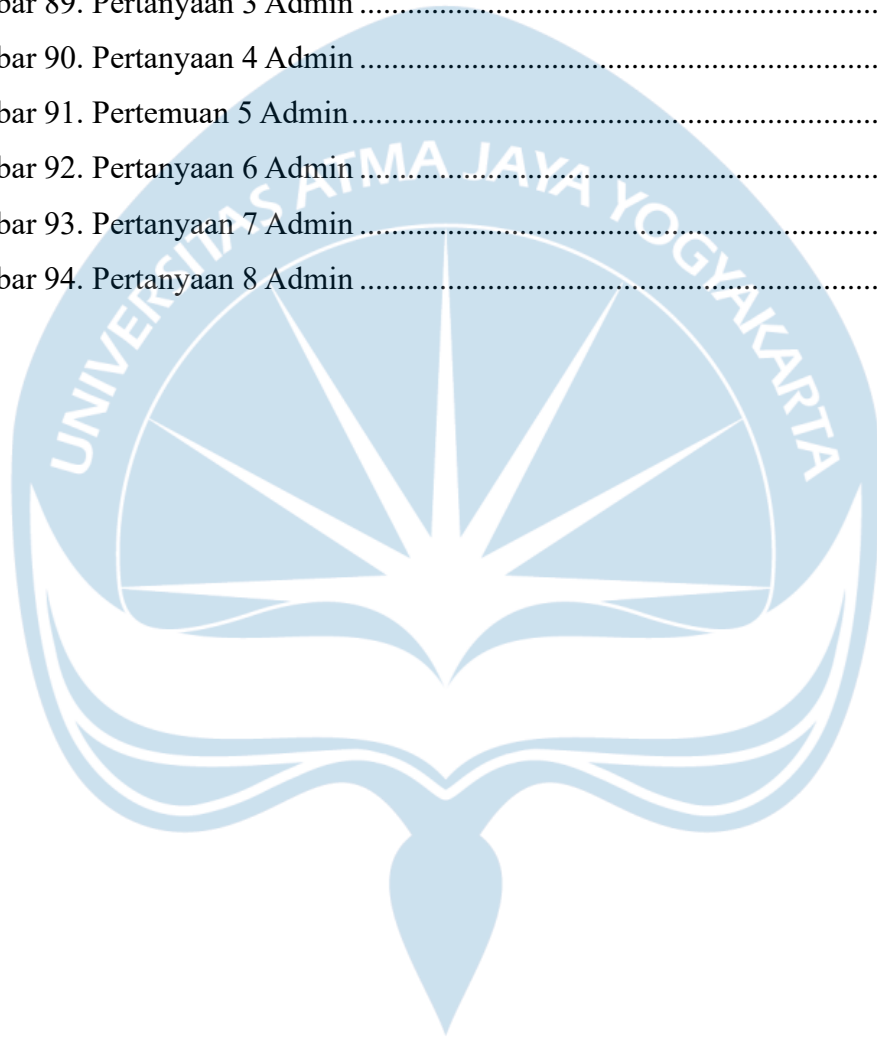 bar 89. Pertanyaan 3 Admin ........................................................................
bar 90. Pertanyaan 4 Admin ........................................................................
bar 91. Pertemuan 5 Admin.........................................................................
bar 92. Pertanyaan 6 Admin ........................................................................
bar 93. Pertanyaan 7 Admin ........................................................................
bar 94. Pertanyaan 8 Admin ........................................................................
UNIVERSITAS ATMA JAYA YOGYAKARTA